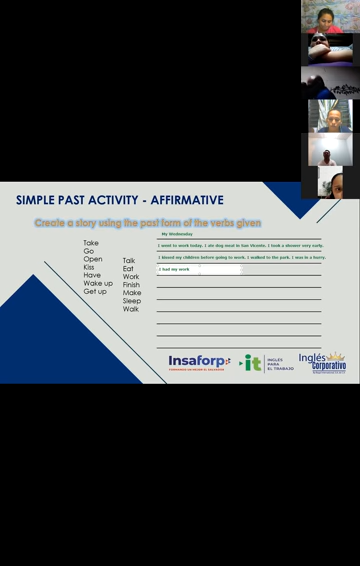 SIMPLE PAST ACTIVITY - AFFIRMATIVE
Create a story using the past form of the verbs given
Take
Go
Open
Kiss
Have
Wake up
Get up
Talk
Eat
Work
Finish
Make
Sleep
Walk
My Wednesday
I went to work today. I ate dog meat in San Vicente. I took a shower very early.
I kissed my children before going to work. I walked to the park. I was in a hurry.
I had my work
Insaforp
it
INGLÉS
PARA
EL TRABAJO
Inglés
Corporativo